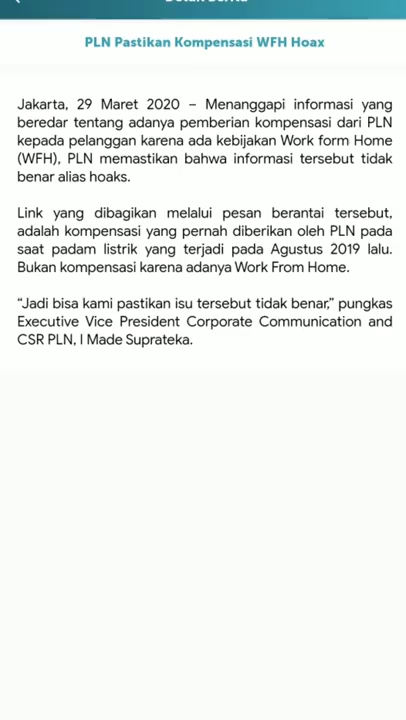 PLN Pastikan Kompensasi WFH Hoax
Jakarta, 29 Maret 2020 – Menanggapi informasi yang
beredar tentang adanya pemberian kompensasi dari PLN
kepada pelanggan karena ada kebijakan Work form Home
(WFH), PLN memastikan bahwa informasi tersebut tidak
benar alias hoaks.
Link yang dibagikan melalui pesan berantai tersebut,
adalah kompensasi yang pernah diberikan oleh PLN pada
saat padam listrik yang terjadi pada Agustus 2019 lalu.
Bukan kompensasi karena adanya Work From Home.
“Jadi bisa kami pastikan isu tersebut tidak benar,” pungkas
Executive Vice President Corporate Communication and
CSR PLN, I Made Suprateka.